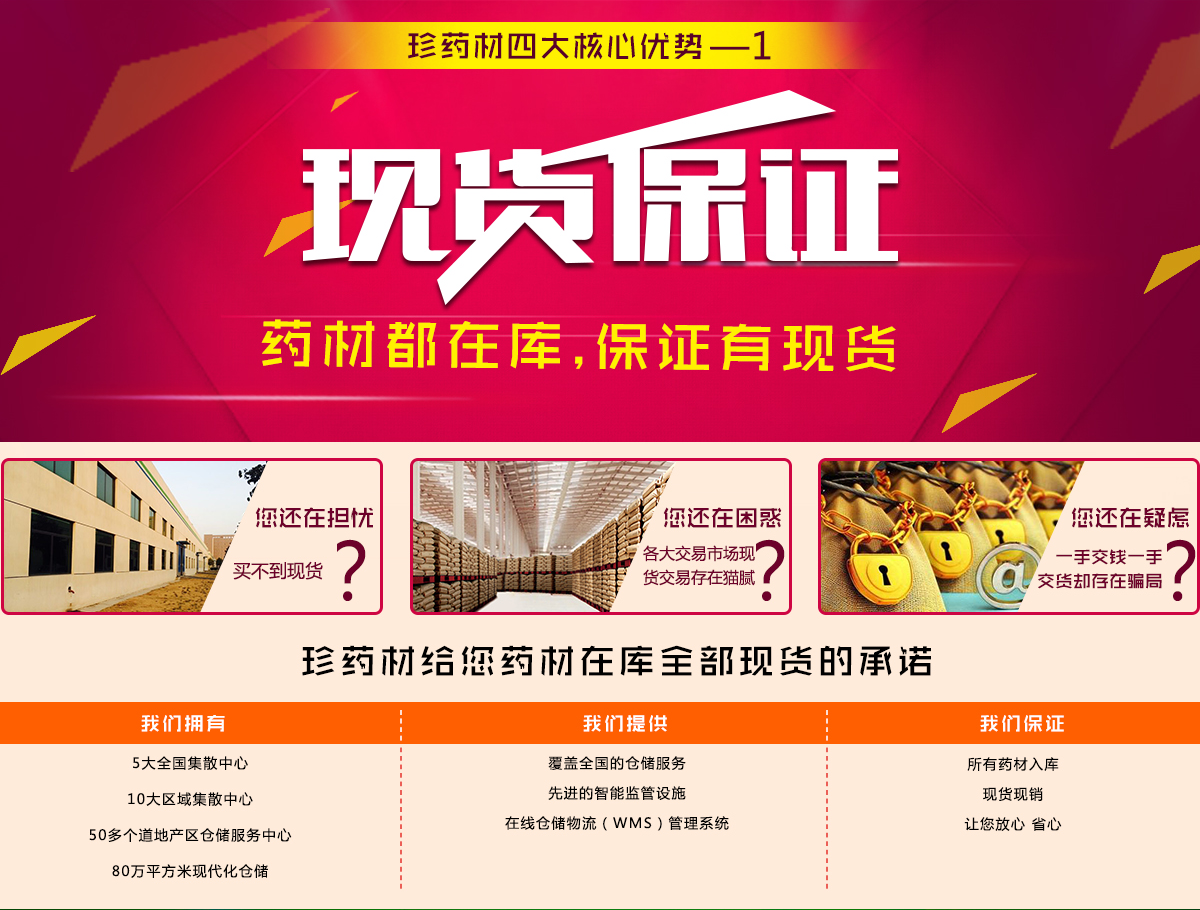 珍药材四大核心优势—1
现货保证
药材都在库,保证有现货
您还在担忧
买不到现货
?
您还在困惑
各大交易市场现
货交易存在猫腻
?
您还在疑虑
一手交钱一手
交货却存在骗局
?
@
珍药材给您药材在库全部现货的承诺
我们拥有
5大全国集散中心
10大区域集散中心
50多个道地产区仓储服务中心
80万平方米现代化仓储
我们提供
覆盖全国的仓储服务
先进的智能监管设施
在线仓储物流（WMS）管理系统
我们保证
所有药材入库
现货现销
让您放心 省心